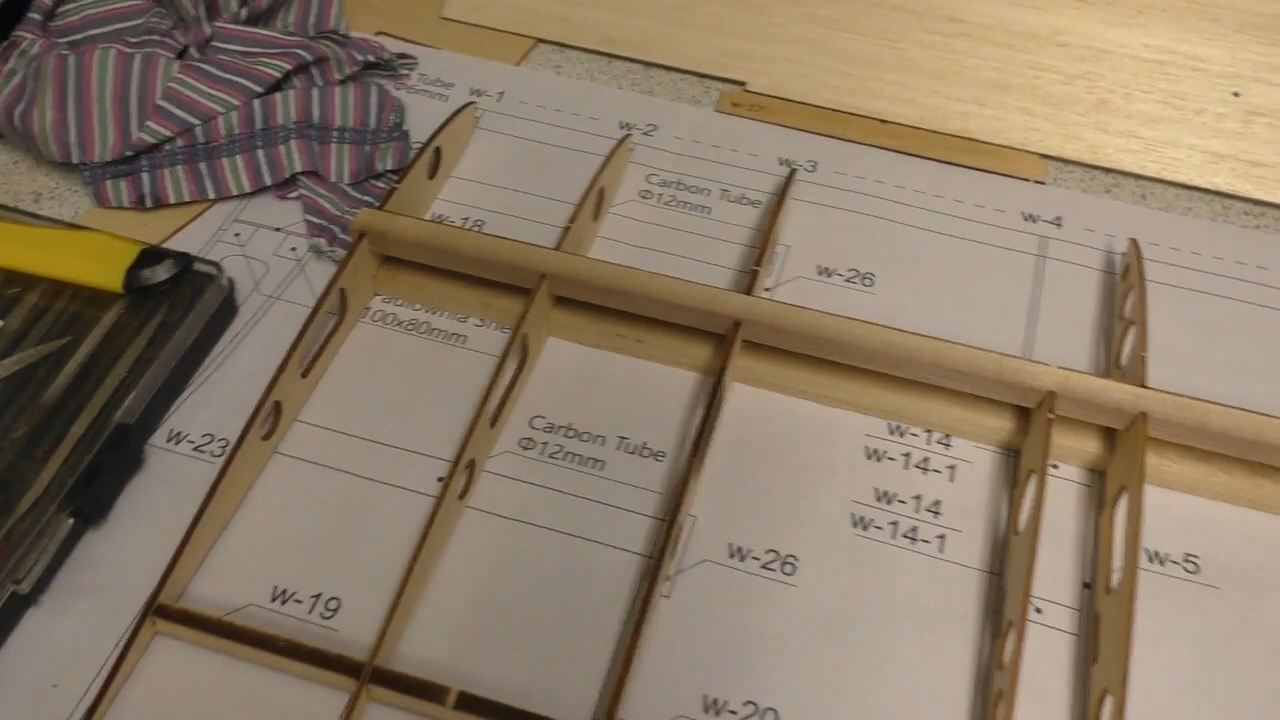 Tube
Φ6mm
w-1
w-2
w-3
w-4
w-17
Carbon Tube
Φ12mm
w-18
w-26
100x80mm
Carbon Tube
Φ12mm
w-23
w-14
w-14-1
w-14
w-14-1
w-26
w-5
w-19
w-20